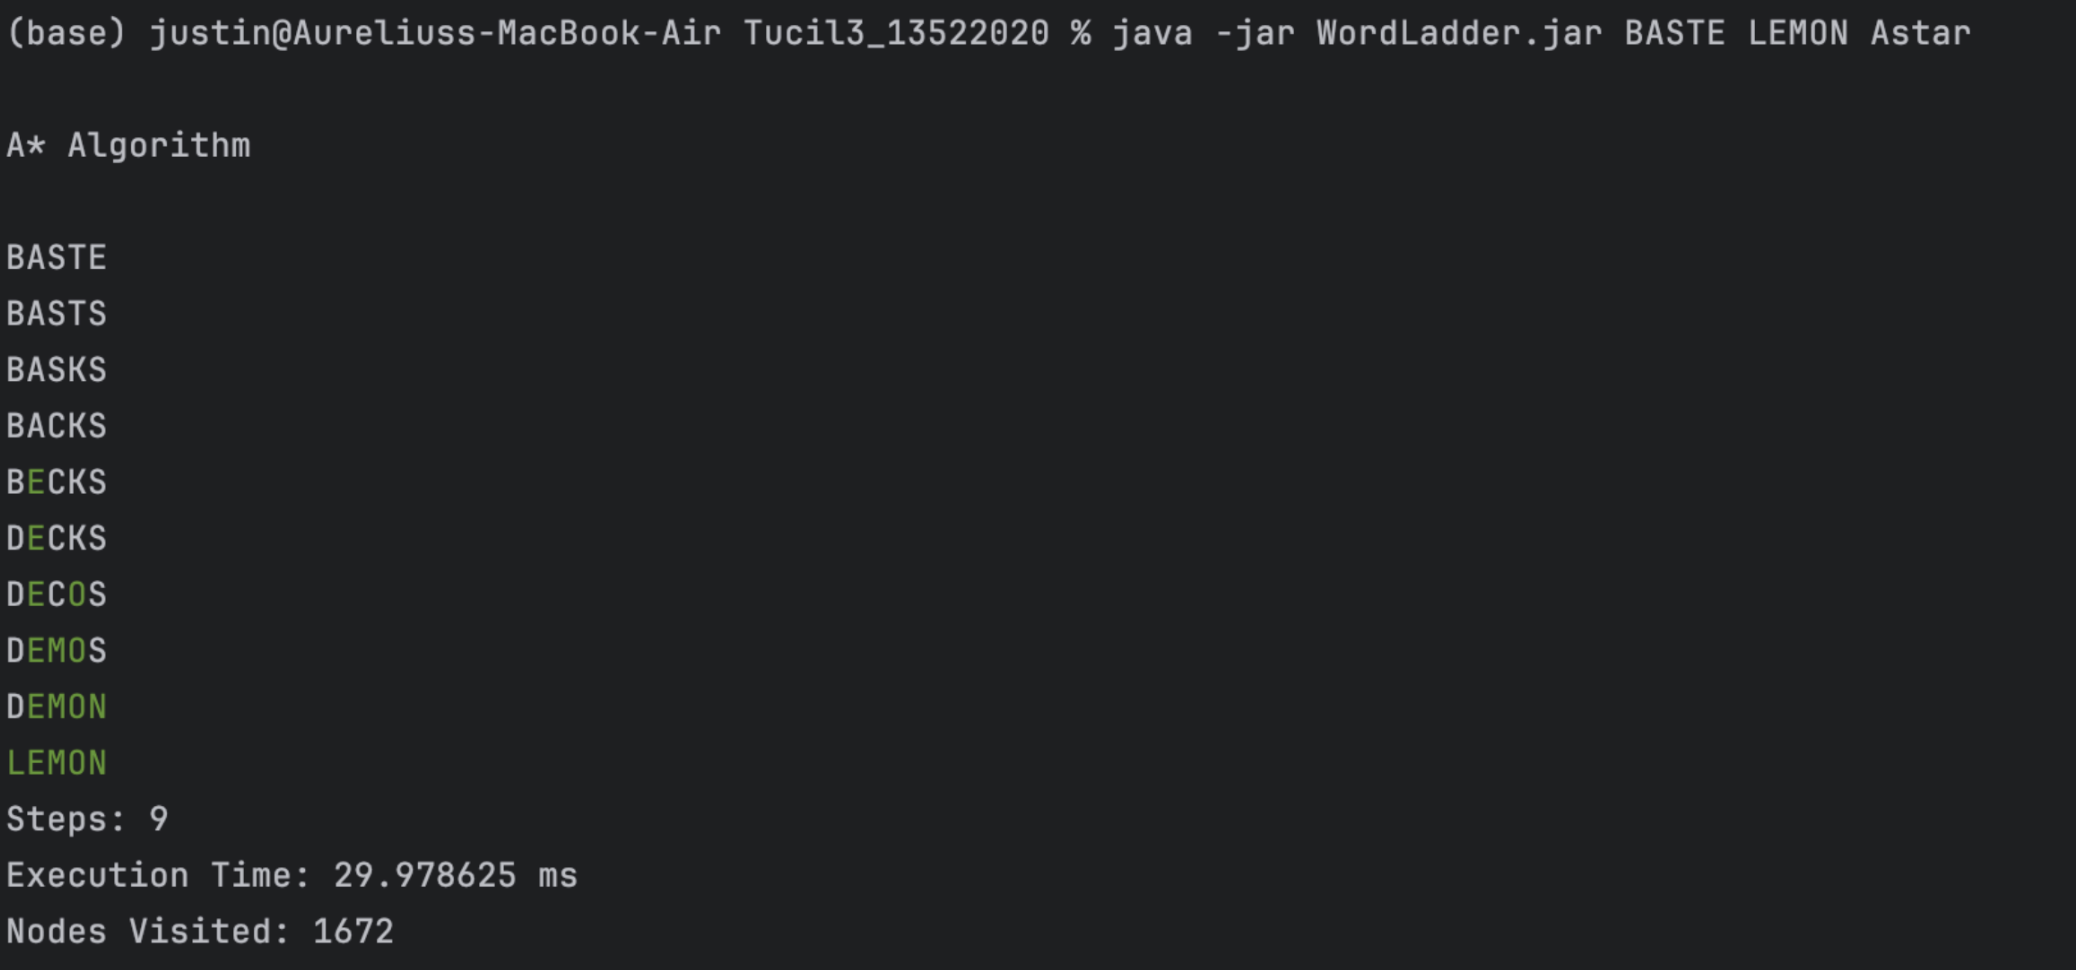 (base) justin@Aureliuss-MacBook-Air Tucil3_13522020 % java -jar WordLadder.jar BASTE LEMON Astar
A* Algorithm
BASTE
BASTS
BASKS
BACKS
BECKS
DECKS
DECOS
DEMOS
DEMON
LEMON
Steps: 9
Execution Time: 29.978625 ms
Nodes Visited: 1672